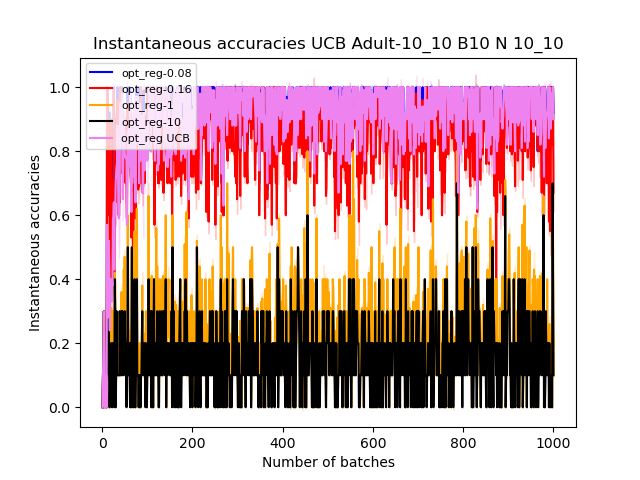 Instantaneous accuracies UCB Adult-10_10 B10 N 10_10
opt_reg-0.08
opt_reg-0.16
opt_reg-1
opt_reg-10
opt_reg UCB
1.0
0.8
0.6
0.4
0.2
0.0
Instantaneous accuracies
0
200
400
600
800
1000
Number of batches